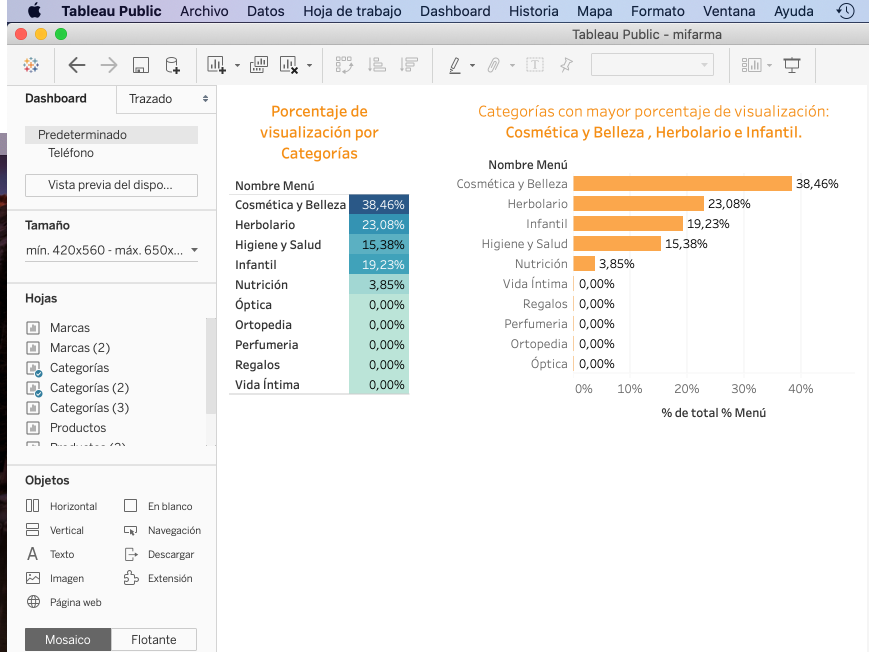 Tableau Public Archivo Datos Hoja de trabajo Dashboard Historia Mapa Formato Ventana Ayuda
Tableau Public - mifarma
Dashboard Trazado
Predeterminado
Teléfono
Vista previa del dispo...
Tamaño
mín. 420x560 - máx. 650x...
Hojas
Marcas
Marcas (2)
Categorías
Categorías (2)
Categorías (3)
Productos
Objetos
Horizontal En blanco
Vertical Navegación
A Texto Descargar
Imagen Extensión
Página web
Mosaico Flotante
Porcentaje de
visualización por
Categorías
Nombre Menú
Cosmética y Belleza 38,46%
Herbolario 23,08%
Higiene y Salud 15,38%
Infantil 19,23%
Nutrición 3,85%
Óptica 0,00%
Ortopedia 0,00%
Perfumeria 0,00%
Regalos 0,00%
Vida Íntima 0,00%
Categorías con mayor porcentaje de visualización:
Cosmética y Belleza , Herbolario e Infantil.
Nombre Menú
Cosmética y Belleza 38,46%
Herbolario 23,08%
Infantil 19,23%
Higiene y Salud 15,38%
Nutrición 3,85%
Vida Íntima 0,00%
Regalos 0,00%
Perfumeria 0,00%
Ortopedia 0,00%
Óptica 0,00%
0% 10% 20% 30% 40%
% de total % Menú